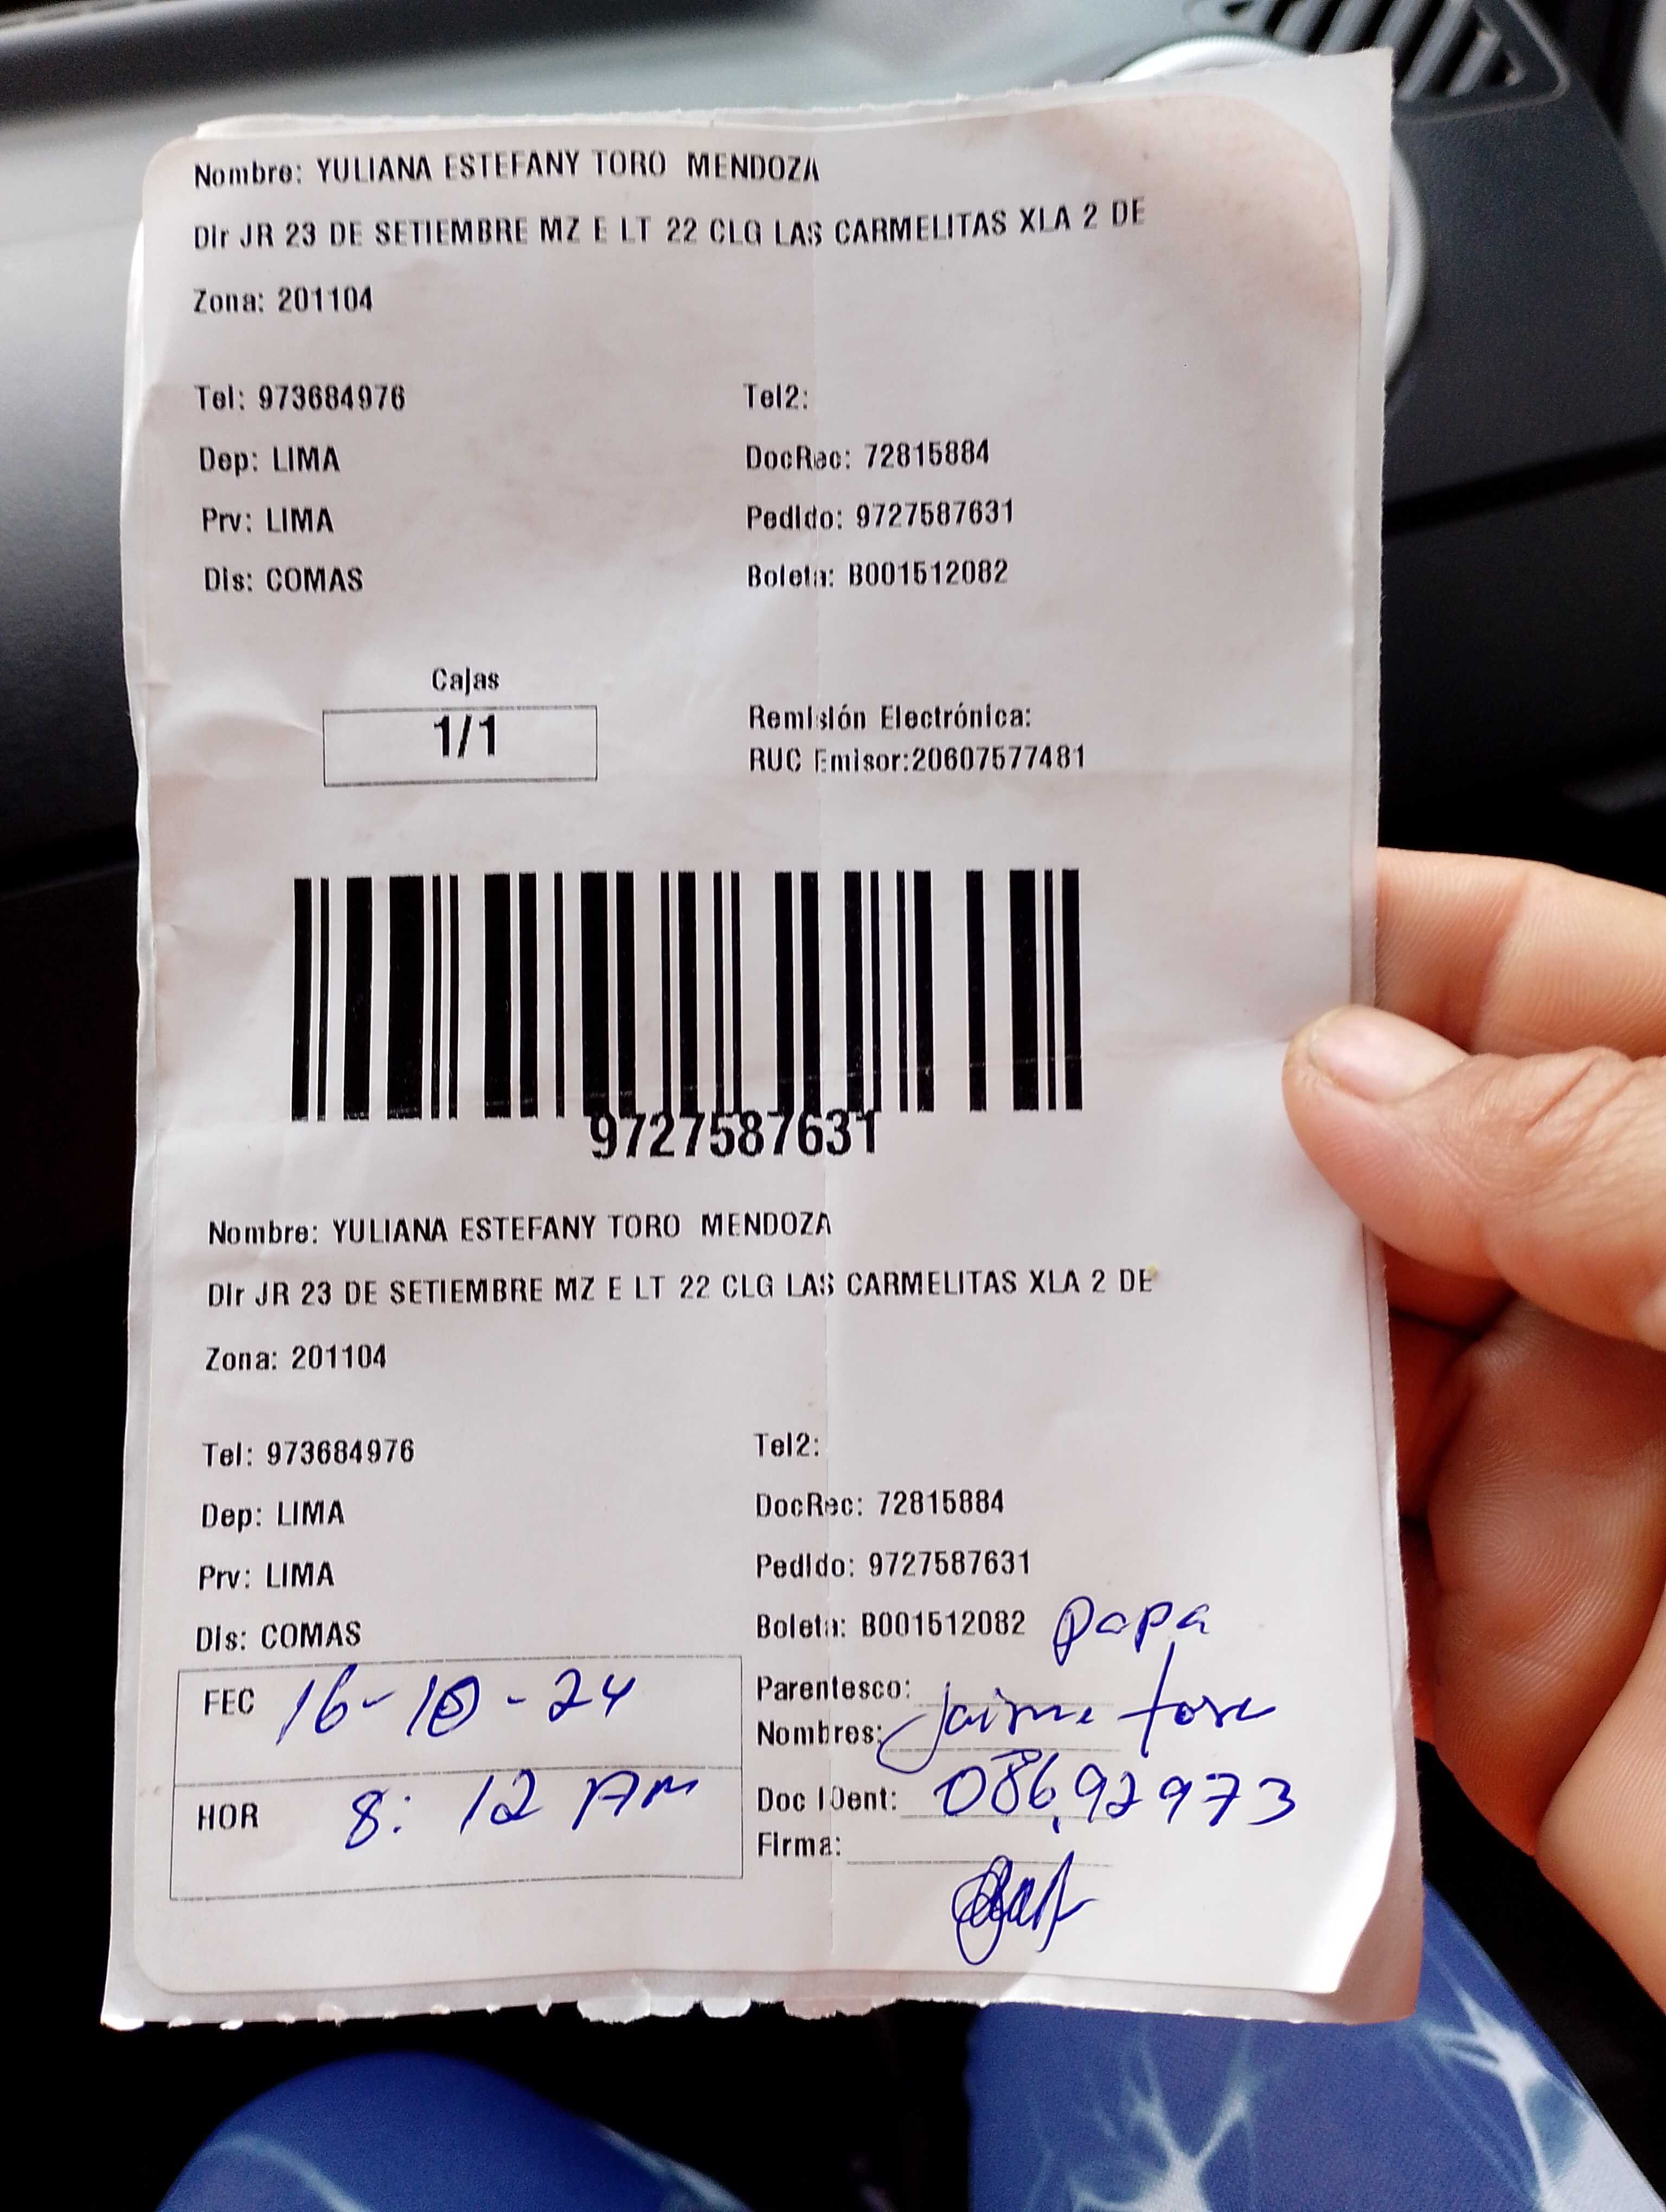 Nombre: YULIANA ESTEFANY TORO MENDOZA
Dir JR 23 DE SETIEMBRE MZ E LT 22 CLG LAS CARMELITAS XLA 2 DE
Zona: 201104
Tel: 973684976 Tel2:
Dep: LIMA DocRec: 72815884
Prv: LIMA Pedido: 9727587631
Dis: COMAS Boleta: B001512082
Cajas
1/1
Remisión Electrónica:
RUC Emisor:20607577481
9727587631
Nombre: YULIANA ESTEFANY TORO MENDOZA
Dir JR 23 DE SETIEMBRE MZ E LT 22 CLG LAS CARMELITAS XLA 2 DE
Zona: 201104
Tel: 973684976 Tel2:
Dep: LIMA DocRec: 72815884
Prv: LIMA Pedido: 9727587631
Dis: COMAS Boleta: B001512082
papa
FEC 16-10-24 Parentesco:
Nombres: Jaime Toro
HOR 8:12 AM Doc IDent: 08692973
Firma: